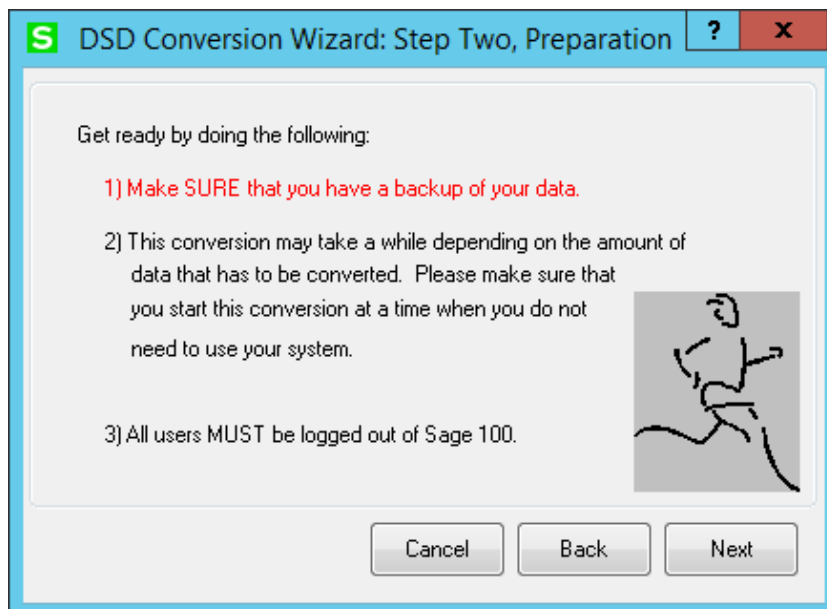 S DSD Conversion Wizard: Step Two, Preparation ? x
Get ready by doing the following:
1) Make SURE that you have a backup of your data.
2) This conversion may take a while depending on the amount of
data that has to be converted. Please make sure that
you start this conversion at a time when you do not
need to use your system.
3) All users MUST be logged out of Sage 100.
Cancel Back Next